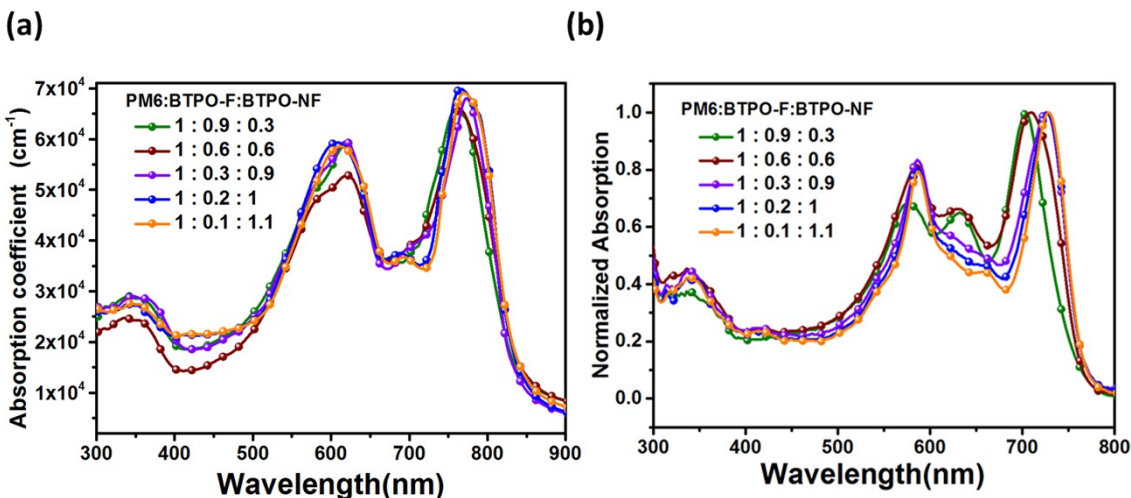 (a)
(b)
Absorption coefficient (cm⁻¹)
7x10⁴
6x10⁴
5x10⁴
4x10⁴
3x10⁴
2x10⁴
1x10⁴
PM6:BTPO-F:BTPO-NF
1 : 0.9 : 0.3
1 : 0.6 : 0.6
1 : 0.3 : 0.9
1 : 0.2 : 1
1 : 0.1 : 1.1
300 400 500 600 700 800 900
Wavelength(nm)
Normalized Absorption
1.0
0.8
0.6
0.4
0.2
0.0
PM6:BTPO-F:BTPO-NF
1 : 0.9 : 0.3
1 : 0.6 : 0.6
1 : 0.3 : 0.9
1 : 0.2 : 1
1 : 0.1 : 1.1
300 400 500 600 700 800
Wavelength(nm)